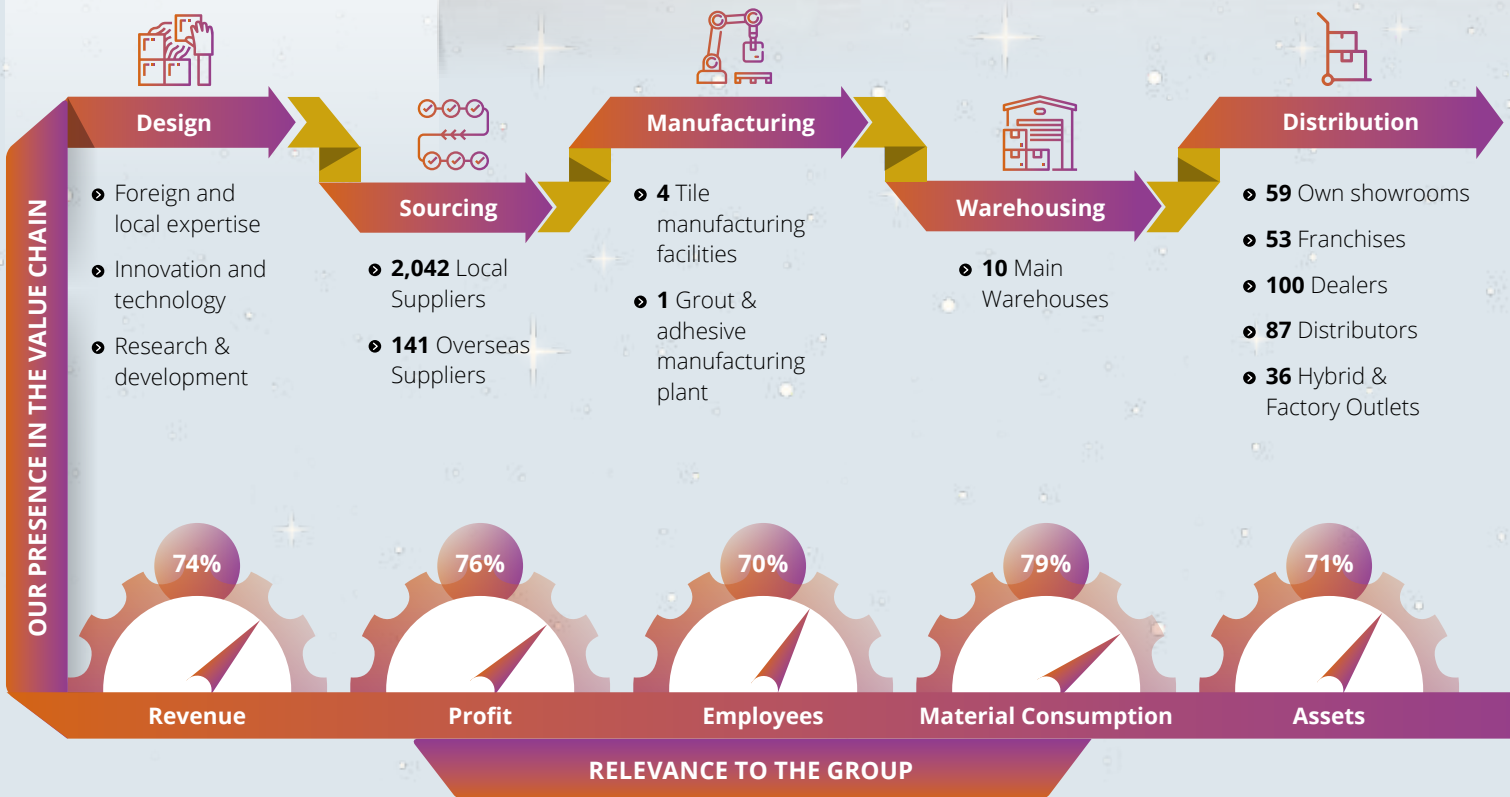 OUR PRESENCE IN THE VALUE CHAIN
Design
Foreign and
local expertise
Innovation and
technology
Research &
development
Sourcing
2,042 Local
Suppliers
141 Overseas
Suppliers
Manufacturing
4 Tile
manufacturing
facilities
1 Grout &
adhesive
manufacturing
plant
Warehousing
10 Main
Warehouses
Distribution
59 Own showrooms
53 Franchises
100 Dealers
87 Distributors
36 Hybrid &
Factory Outlets
74%
Revenue
76%
Profit
70%
Employees
79%
Material Consumption
71%
Assets
RELEVANCE TO THE GROUP